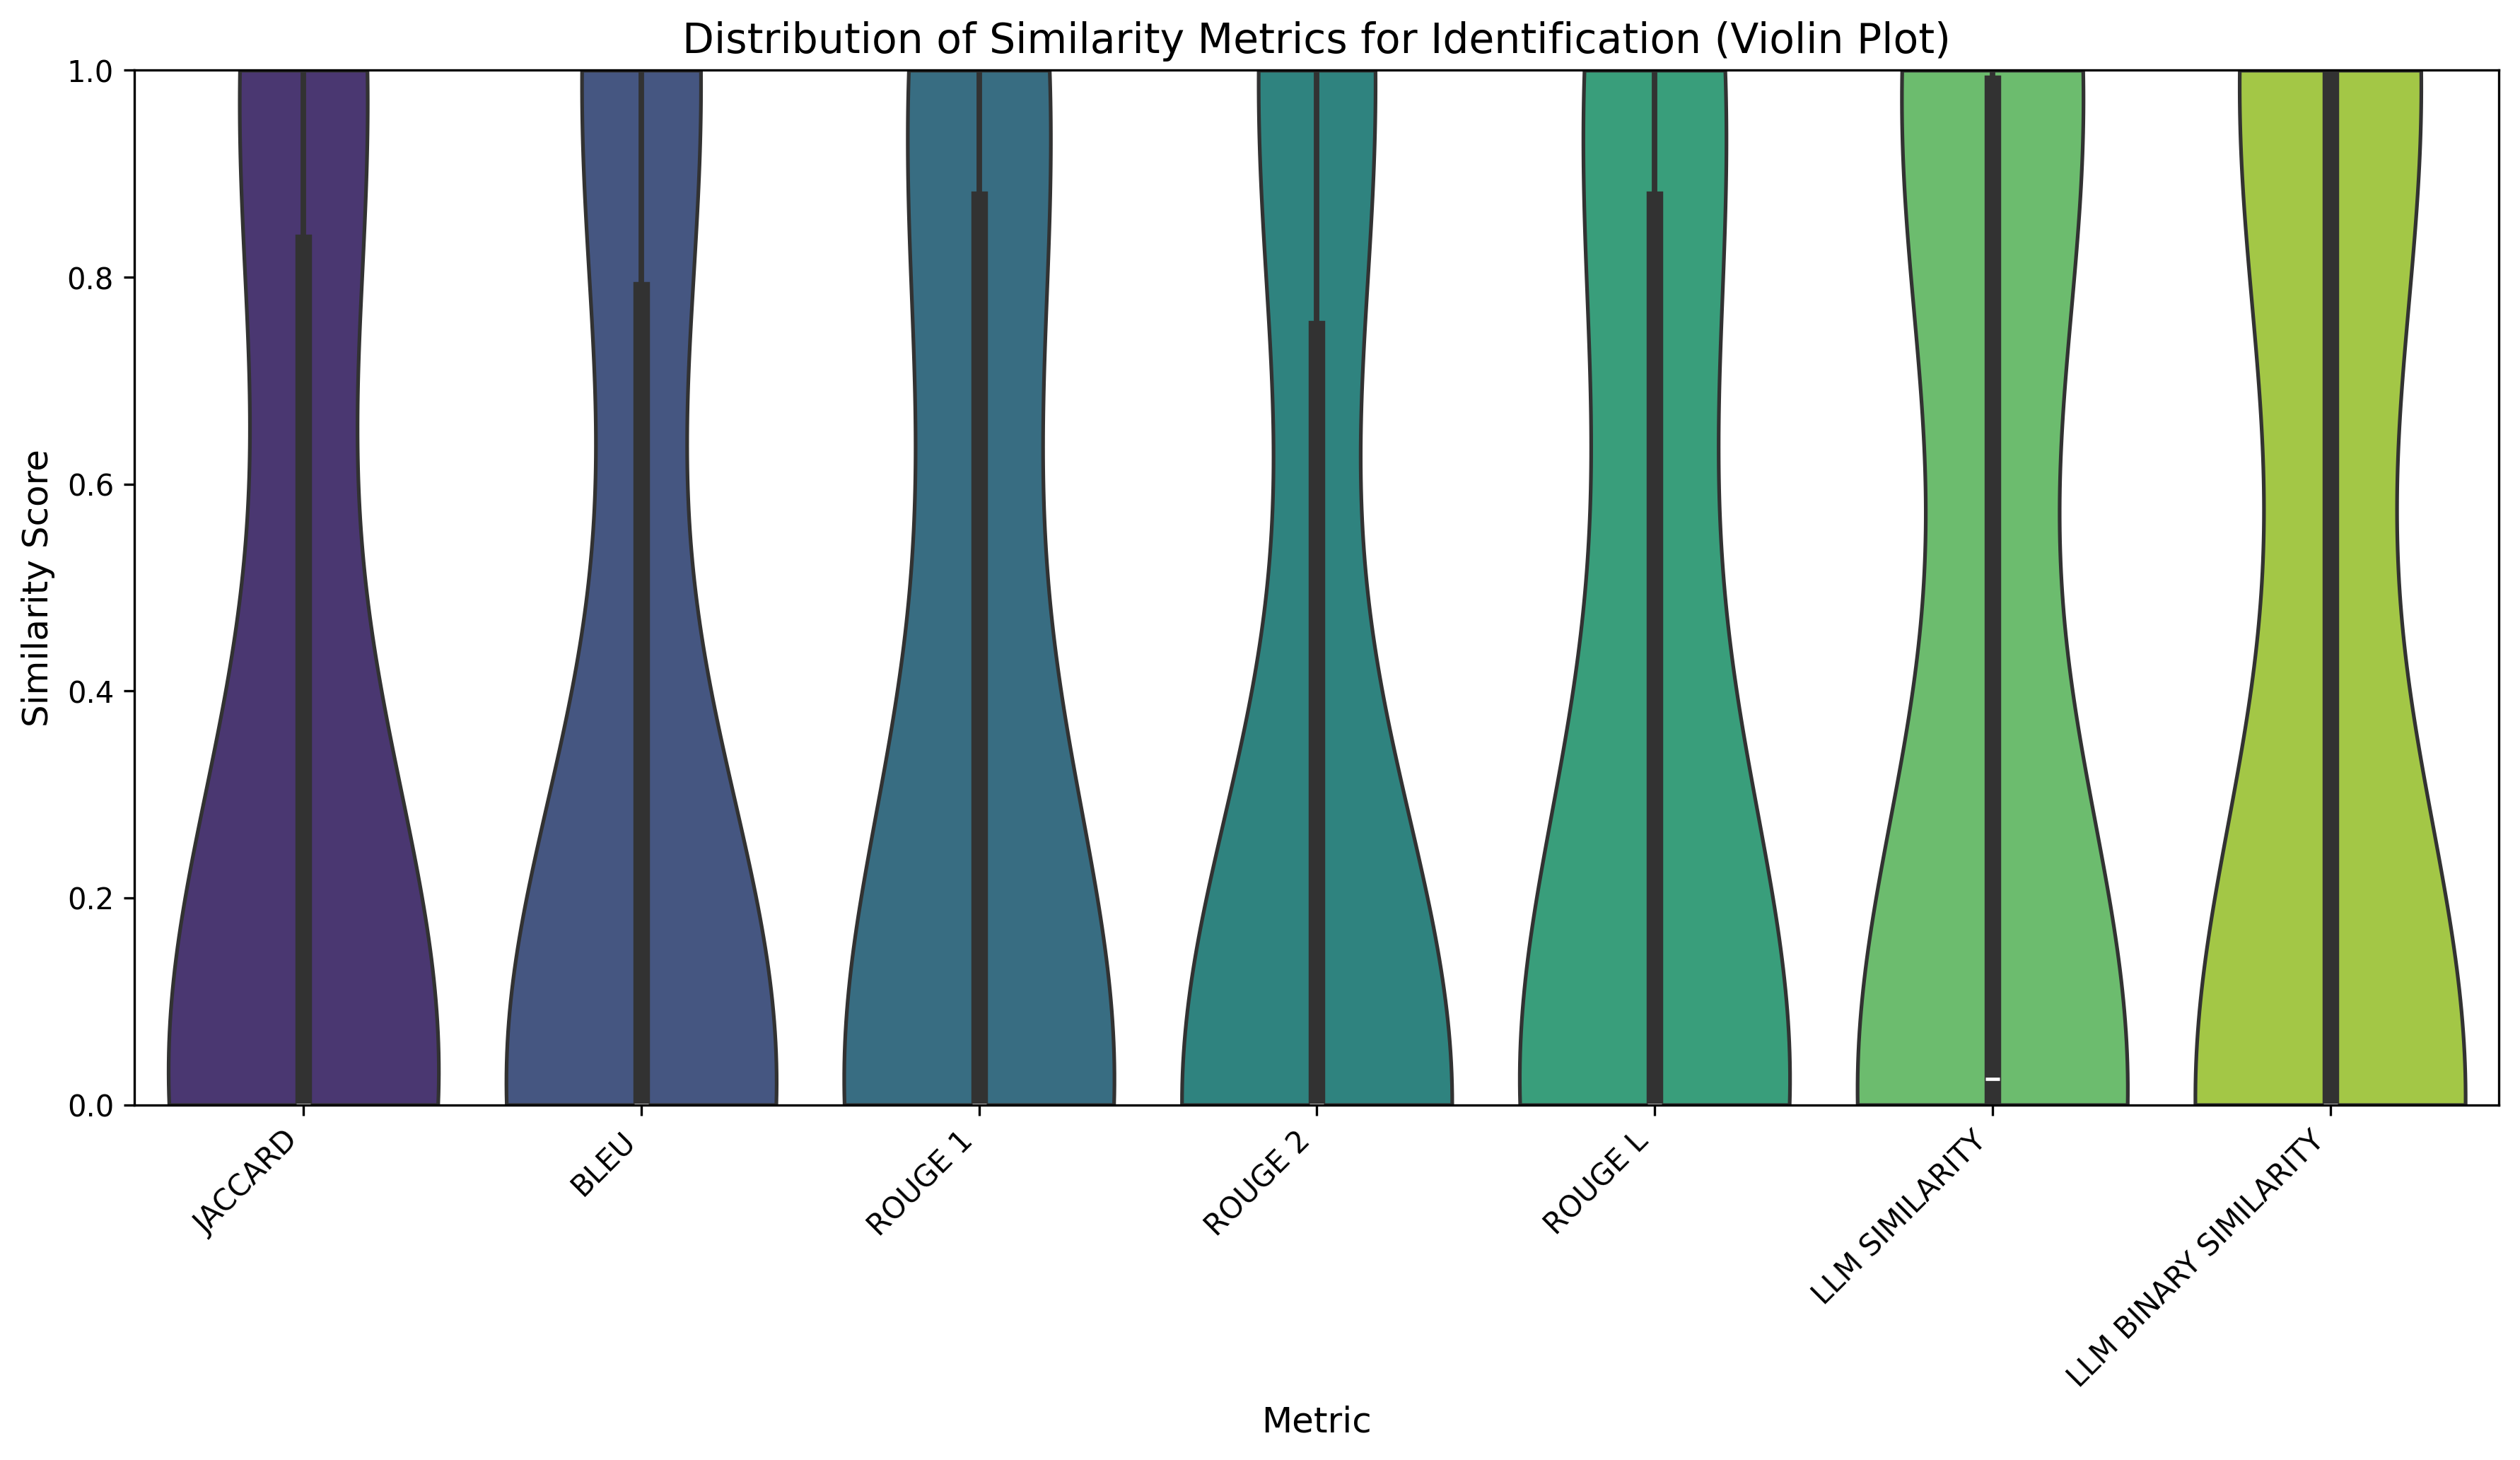 Distribution of Similarity Metrics for Identification (Violin Plot)
Similarity Score
1.0
0.8
0.6
0.4
0.2
0.0
JACCARD
BLEU
ROUGE 1
ROUGE 2
ROUGE L
LLM SIMILARITY
LLM BINARY SIMILARITY
Metric